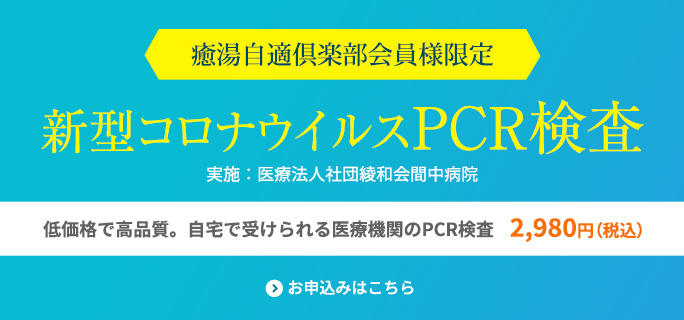 癒湯自適倶楽部会員様限定
新型コロナウイルスPCR検査
実施：医療法人社団綾和会間中病院
低価格で高品質。自宅で受けられる医療機関のPCR検査 2,980円（税込）
お申込みはこちら